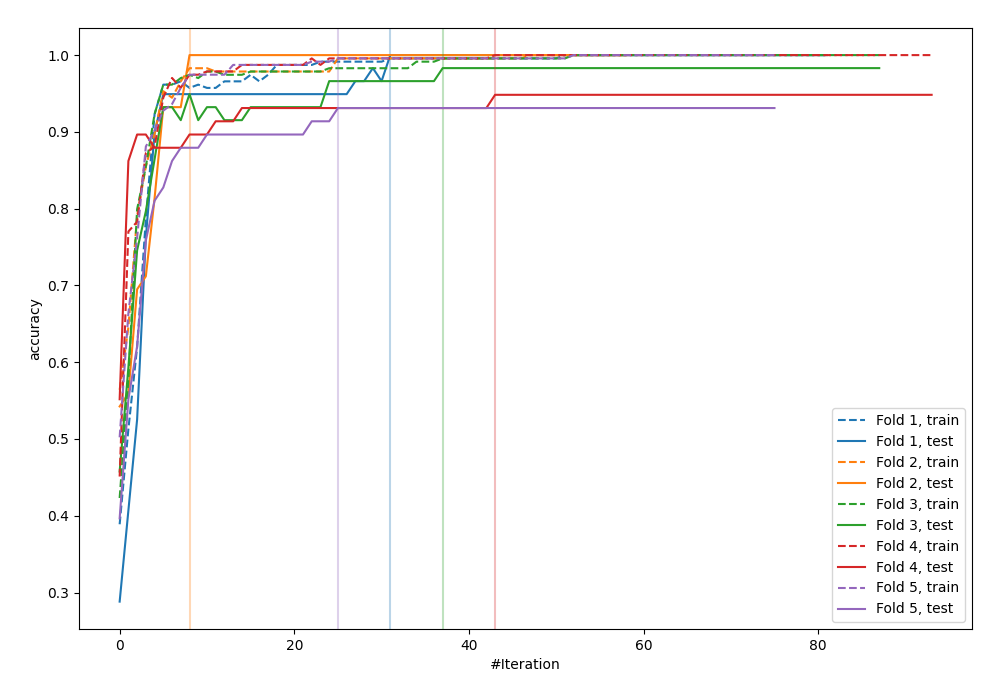 1.0
0.9
0.8
0.7
0.6
0.5
0.4
0.3
accuracy
0
20
40
60
80
#Iteration
Fold 1, train
Fold 1, test
Fold 2, train
Fold 2, test
Fold 3, train
Fold 3, test
Fold 4, train
Fold 4, test
Fold 5, train
Fold 5, test